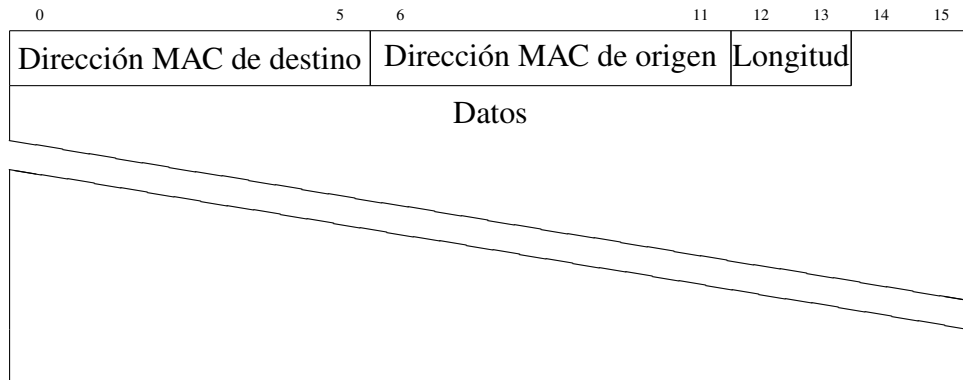 0 5 6 11 12 13 14 15
Dirección MAC de destino Dirección MAC de origen Longitud
Datos